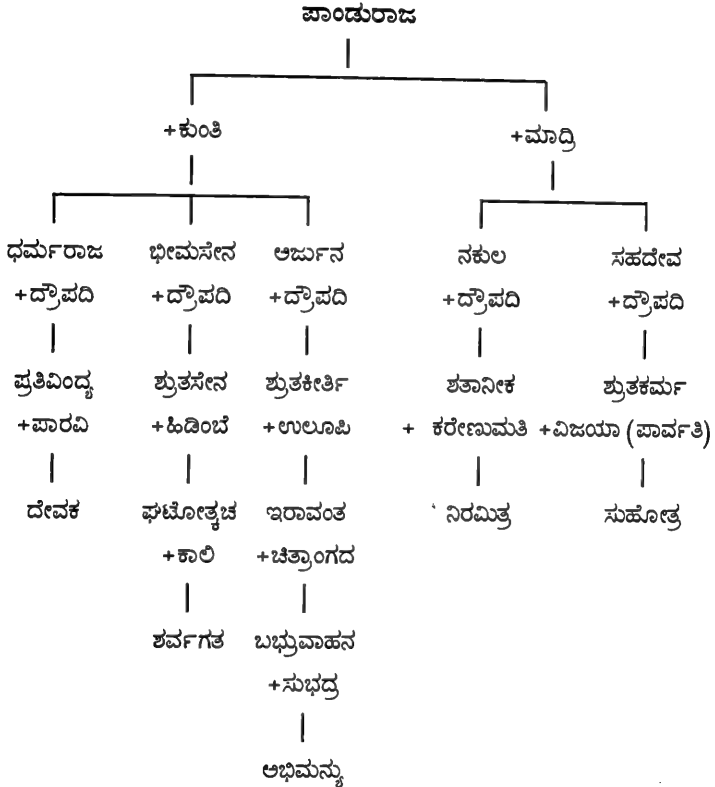 ಪಾಂಡುರಾಜ
+ಕುಂತಿ +ಮಾದ್ರಿ
ಧರ್ಮರಾಜ ಭೀಮಸೇನ ಆರ್ಜುನ ನಕುಲ ಸಹದೇವ
+ದ್ರೌಪದಿ +ದ್ರೌಪದಿ +ದ್ರೌಪದಿ +ದ್ರೌಪದಿ +ದ್ರೌಪದಿ
ಪ್ರತಿವಿಂದ್ಯ ಶ್ರುತಸೇನ ಶ್ರುತಕೀರ್ತಿ ಶತಾನೀಕ ಶ್ರುತಕರ್ಮ
+ಪಾರವಿ +ಹಿಡಿಂಬೆ +ಉಲೂಪಿ + ಕರೇಣುಮತಿ +ವಿಜಯಾ (ಪಾರ್ವತಿ)
ದೇವಕ ಘಟೋತ್ಕಚ ಇರಾವಂತ ನಿರಮಿತ್ರ ಸುಹೋತ್ರ
+ಕಾಲಿ +ಚಿತ್ರಾಂಗದ
ಶರ್ವಗತ ಬಭ್ರುವಾಹನ
+ಸುಭದ್ರ
ಅಭಿಮನ್ಯು